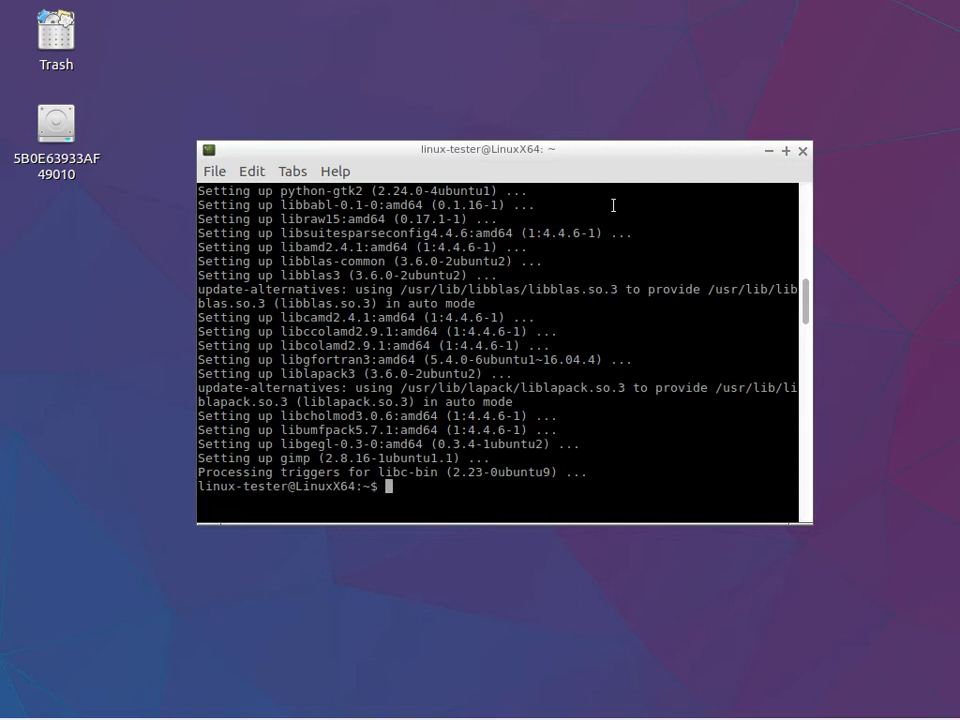 Trash
5B0E63933AF
49010
linux-tester@LinuxX64: ~
File Edit Tabs Help
Setting up python-gtk2 (2.24.0-4ubuntu1) ...
Setting up libbabl-0.1-0:amd64 (0.1.16-1) ...
Setting up libraw15:amd64 (0.17.1-1) ...
Setting up libsuitesparseconfig4.4.6:amd64 (1:4.4.6-1) ...
Setting up libamd2.4.1:amd64 (1:4.4.6-1) ...
Setting up libblas-common (3.6.0-2ubuntu2) ...
Setting up libblas3 (3.6.0-2ubuntu2) ...
update-alternatives: using /usr/lib/libblas/libblas.so.3 to provide /usr/lib/lib
blas.so.3 (libblas.so.3) in auto mode
Setting up libcamd2.4.1:amd64 (1:4.4.6-1) ...
Setting up libccolamd2.9.1:amd64 (1:4.4.6-1) ...
Setting up libcolamd2.9.1:amd64 (1:4.4.6-1) ...
Setting up libgfortran3:amd64 (5.4.0-6ubuntu1~16.04.4) ...
Setting up liblapack3 (3.6.0-2ubuntu2) ...
update-alternatives: using /usr/lib/lapack/liblapack.so.3 to provide /usr/lib/li
blapack.so.3 (liblapack.so.3) in auto mode
Setting up libcholmod3.0.6:amd64 (1:4.4.6-1) ...
Setting up libumfpack5.7.1:amd64 (1:4.4.6-1) ...
Setting up libgegl-0.3-0:amd64 (0.3.4-1ubuntu2) ...
Setting up gimp (2.8.16-1ubuntu1.1) ...
Processing triggers for libc-bin (2.23-0ubuntu9) ...
linux-tester@LinuxX64:~$